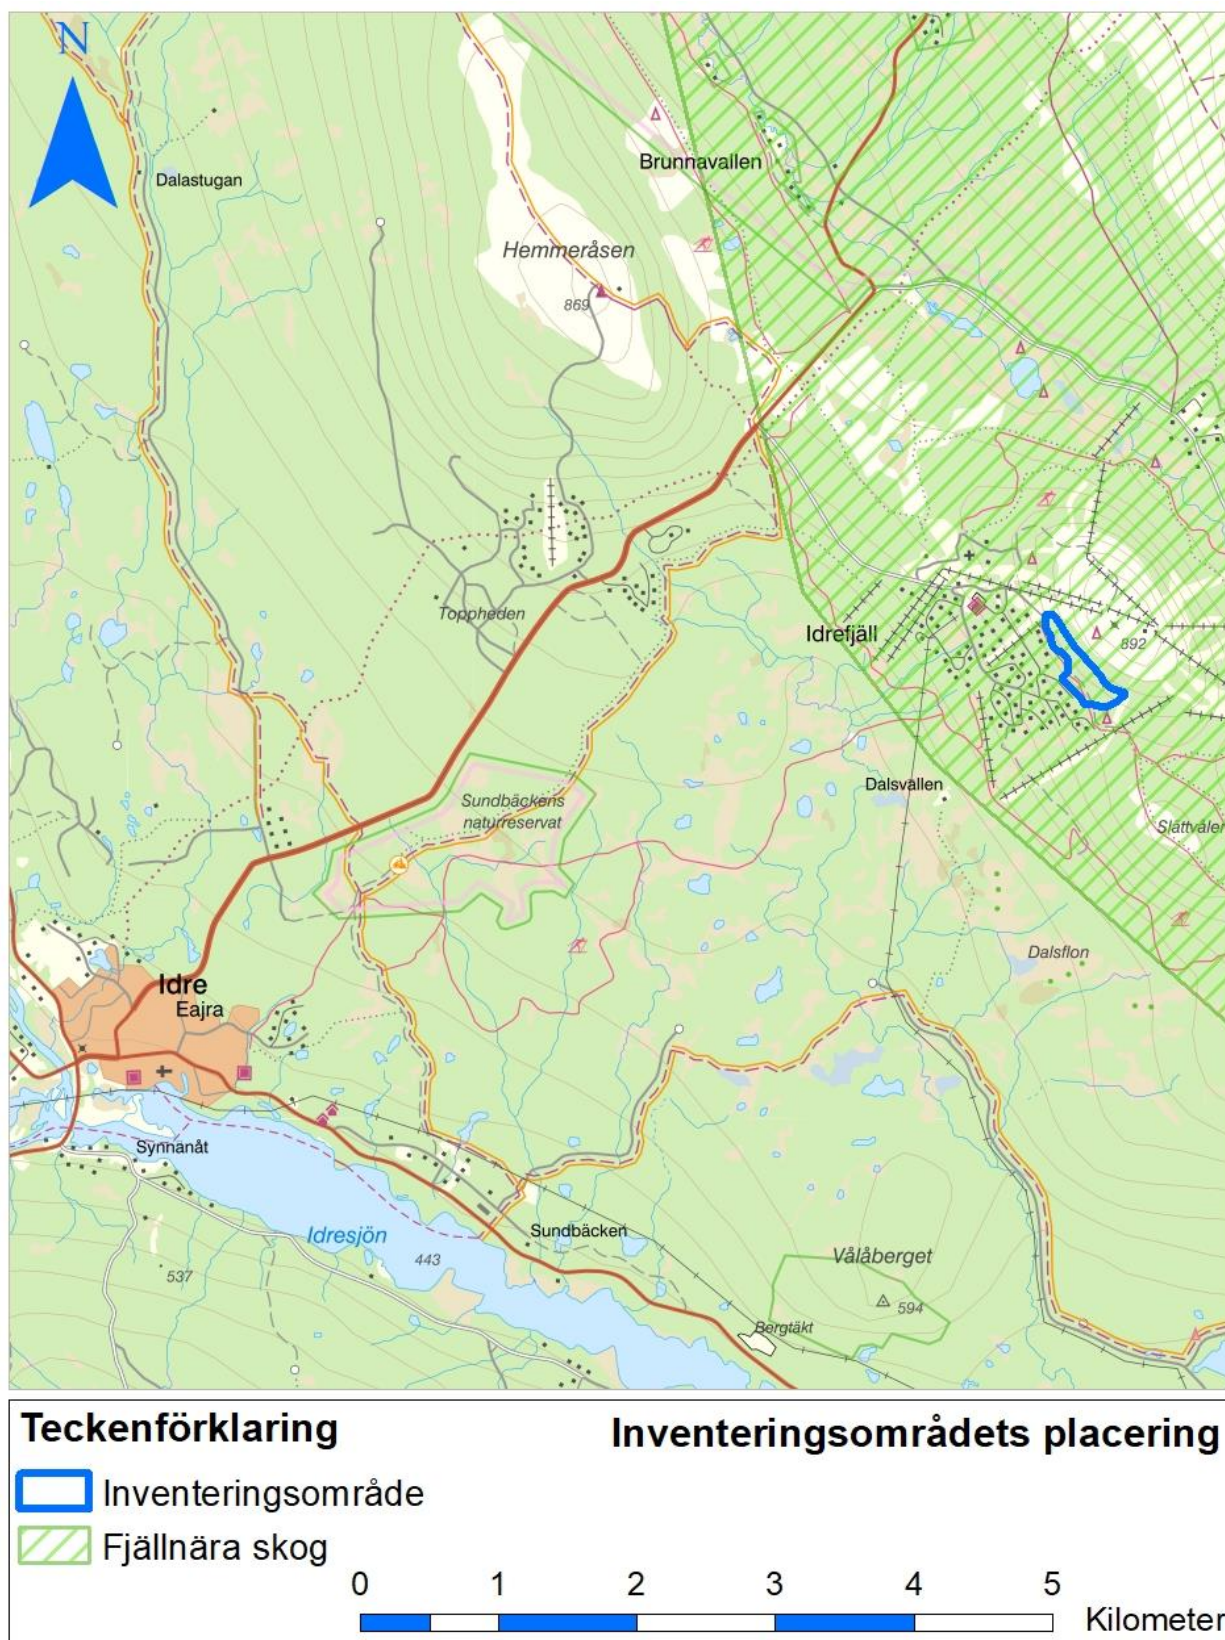 N
Dalastugan
Brunnavallen
Hemmeråsen
869
Toppheden
Idrefjäll
892
Dalsvallen
Sundbäckens
naturreservat
Slättvålen
Dalsflon
Idre
Eajra
Synnanåt
Idresjön
443
Sundbäcken
537
Vålåberget
594
Bergtäkt
Teckenförklaring
Inventeringsområdets placering
Inventeringsområde
Fjällnära skog
0 1 2 3 4 5
Kilometer